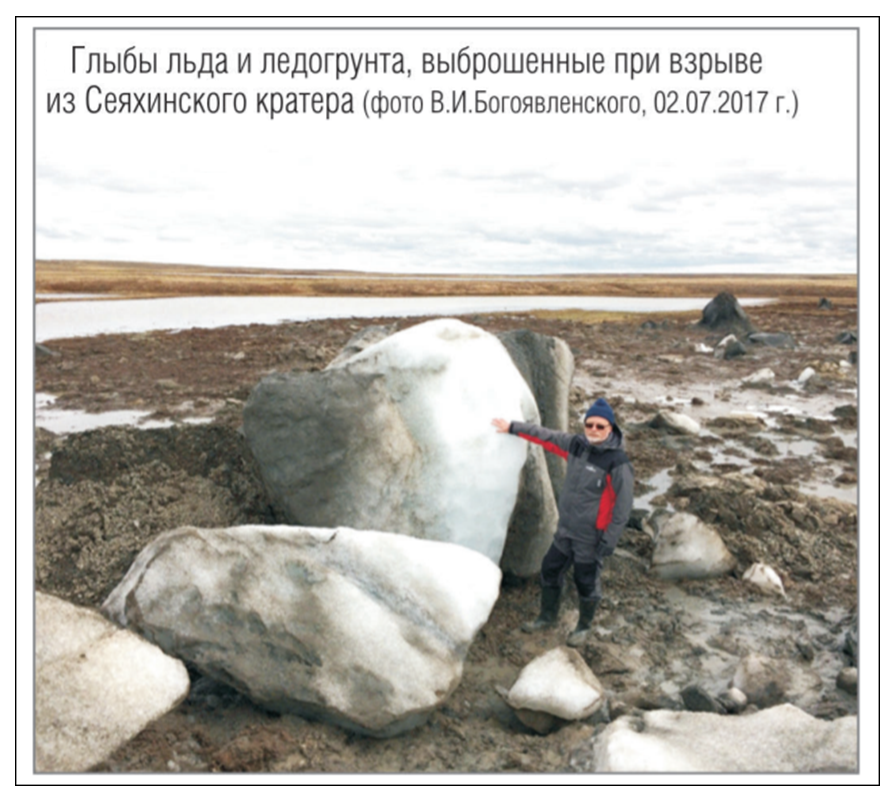 Глыбы льда и ледогрунта, выброшенные при взрыве
из Сеяхинского кратера (фото В.И.Богоявленского, 02.07.2017 г.)